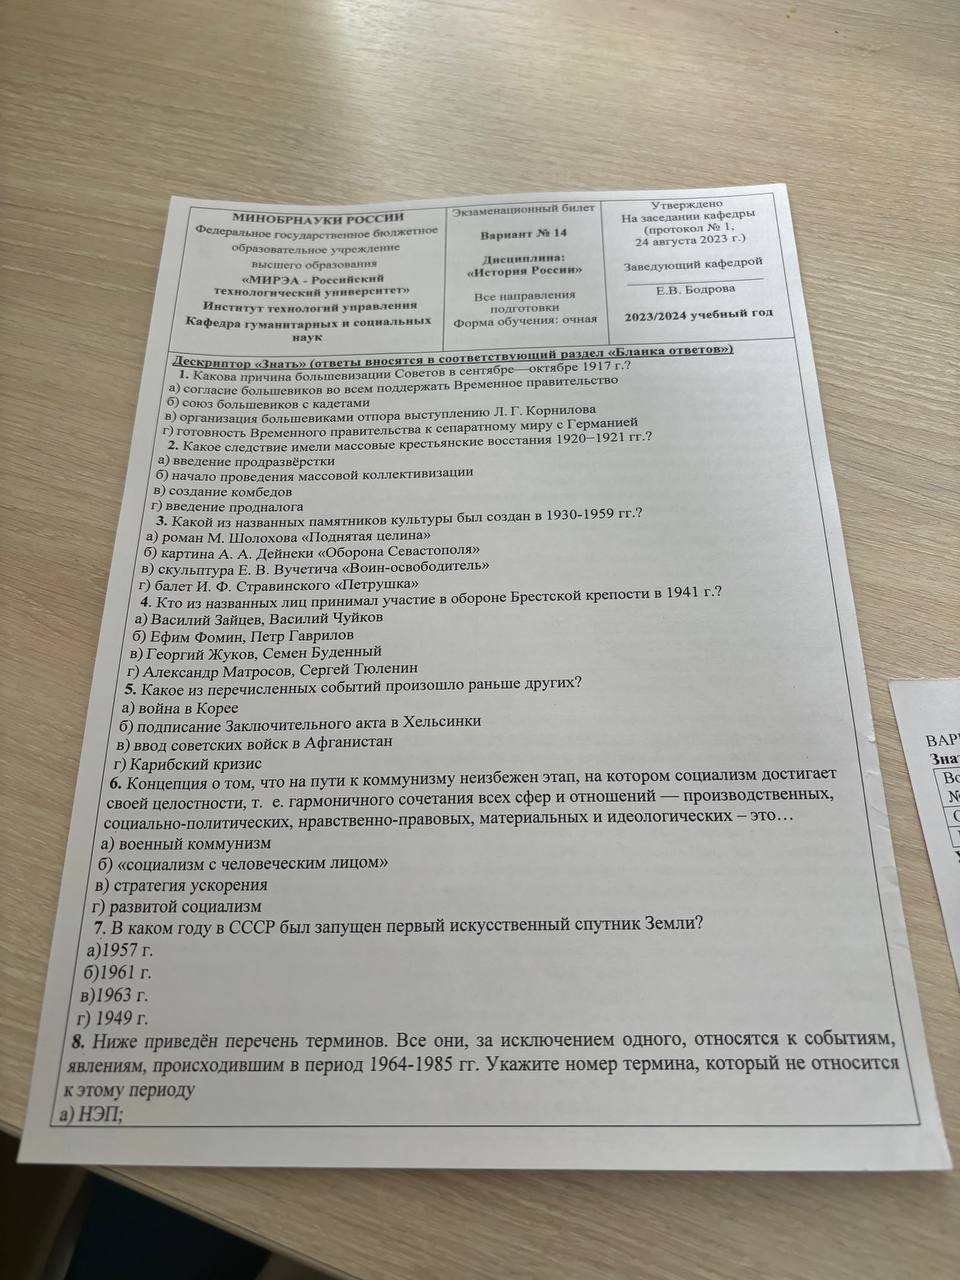 МИНОБРНАУКИ РОССИИ
Федеральное государственное бюджетное
образовательное учреждение
высшего образования
«МИРЭА - Российский
технологический университет»
Институт технологий управления
Кафедра гуманитарных и социальных
наук
Экзаменационный билет
Вариант № 14
Дисциплина:
«История России»
Все направления
подготовки
Форма обучения: очная
Утверждено
На заседании кафедры
(протокол № 1,
24 августа 2023 г.)
Заведующий кафедрой
Е.В. Бодрова
2023/2024 учебный год
Дескриптор «Знать» (ответы вносятся в соответствующий раздел «Бланка ответов»)
1. Какова причина большевизации Советов в сентябре—октябре 1917 г.?
а) согласие большевиков во всем поддержать Временное правительство
б) союз большевиков с кадетами
в) организация большевиками отпора выступлению Л. Г. Корнилова
г) готовность Временного правительства к сепаратному миру с Германией
2. Какое следствие имели массовые крестьянские восстания 1920–1921 гг.?
а) введение продразвёрстки
б) начало проведения массовой коллективизации
в) создание комбедов
г) введение продналога
3. Какой из названных памятников культуры был создан в 1930-1959 гг.?
а) роман М. Шолохова «Поднятая целина»
б) картина А. А. Дейнеки «Оборона Севастополя»
в) скульптура Е. В. Вучетича «Воин-освободитель»
г) балет И. Ф. Стравинского «Петрушка»
4. Кто из названных лиц принимал участие в обороне Брестской крепости в 1941 г.?
а) Василий Зайцев, Василий Чуйков
б) Ефим Фомин, Петр Гаврилов
в) Георгий Жуков, Семен Буденный
г) Александр Матросов, Сергей Тюленин
5. Какое из перечисленных событий произошло раньше других?
а) война в Корее
б) подписание Заключительного акта в Хельсинки
в) ввод советских войск в Афганистан
г) Карибский кризис
6. Концепция о том, что на пути к коммунизму неизбежен этап, на котором социализм достигает
своей целостности, т. е. гармоничного сочетания всех сфер и отношений — производственных,
социально-политических, нравственно-правовых, материальных и идеологических – это…
а) военный коммунизм
б) «социализм с человеческим лицом»
в) стратегия ускорения
г) развитой социализм
7. В каком году в СССР был запущен первый искусственный спутник Земли?
а)1957 г.
б)1961 г.
в)1963 г.
г) 1949 г.
8. Ниже приведён перечень терминов. Все они, за исключением одного, относятся к событиям,
явлениям, происходившим в период 1964-1985 гг. Укажите номер термина, который не относится
к этому периоду
а) НЭП;